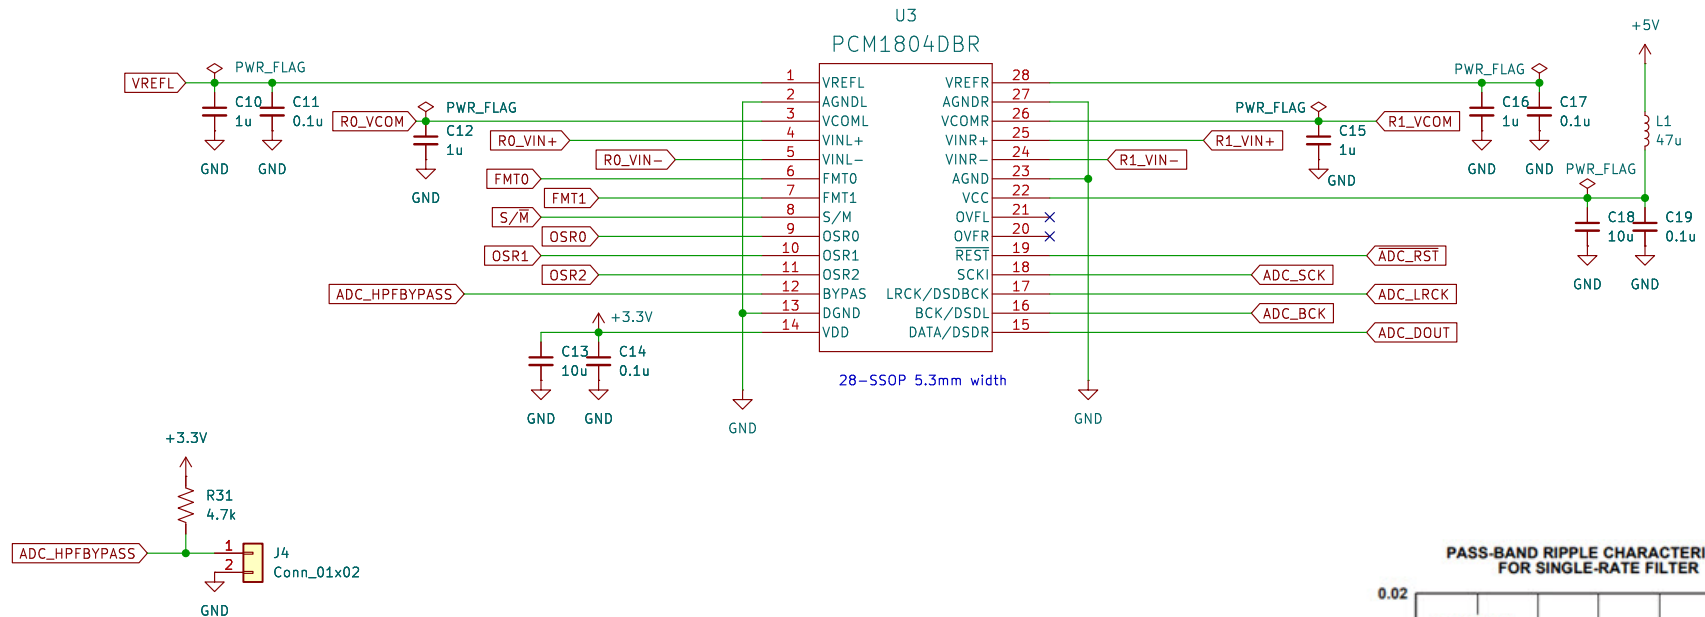 U3
PCM1804DBR
+5V
VREFL
PWR_FLAG
C10
1u
C11
0.1u
GND
GND
R0_VCOM
PWR_FLAG
C12
1u
GND
R0_VIN+
R0_VIN-
FMT0
FMT1
S/M
OSR0
OSR1
OSR2
ADC_HPFBYPASS
+3.3V
C13
10u
C14
0.1u
GND
GND
GND
1 VREFL
2 AGNDL
3 VCOML
4 VINL+
5 VINL-
6 FMT0
7 FMT1
8 S/M
9 OSR0
10 OSR1
11 OSR2
12 BYPAS
13 DGND
14 VDD
VREFR 28
AGNDR 27
VCOMR 26
VINR+ 25
VINR- 24
AGND 23
VCC 22
OVFL 21
OVFR 20
REST 19
SCKI 18
LRCK/DSDBCK 17
BCK/DSDL 16
DATA/DSDR 15
28-SSOP 5.3mm width
GND
PWR_FLAG
C16
1u
C17
0.1u
GND
GND
PWR_FLAG
R1_VCOM
C15
1u
GND
R1_VIN+
R1_VIN-
L1
47u
PWR_FLAG
C18
10u
C19
0.1u
GND
GND
ADC_RST
ADC_SCK
ADC_LRCK
ADC_BCK
ADC_DOUT
+3.3V
R31
4.7k
ADC_HPFBYPASS
1
2
J4
Conn_01x02
GND
PASS-BAND RIPPLE CHARACTERI
FOR SINGLE-RATE FILTER
0.02